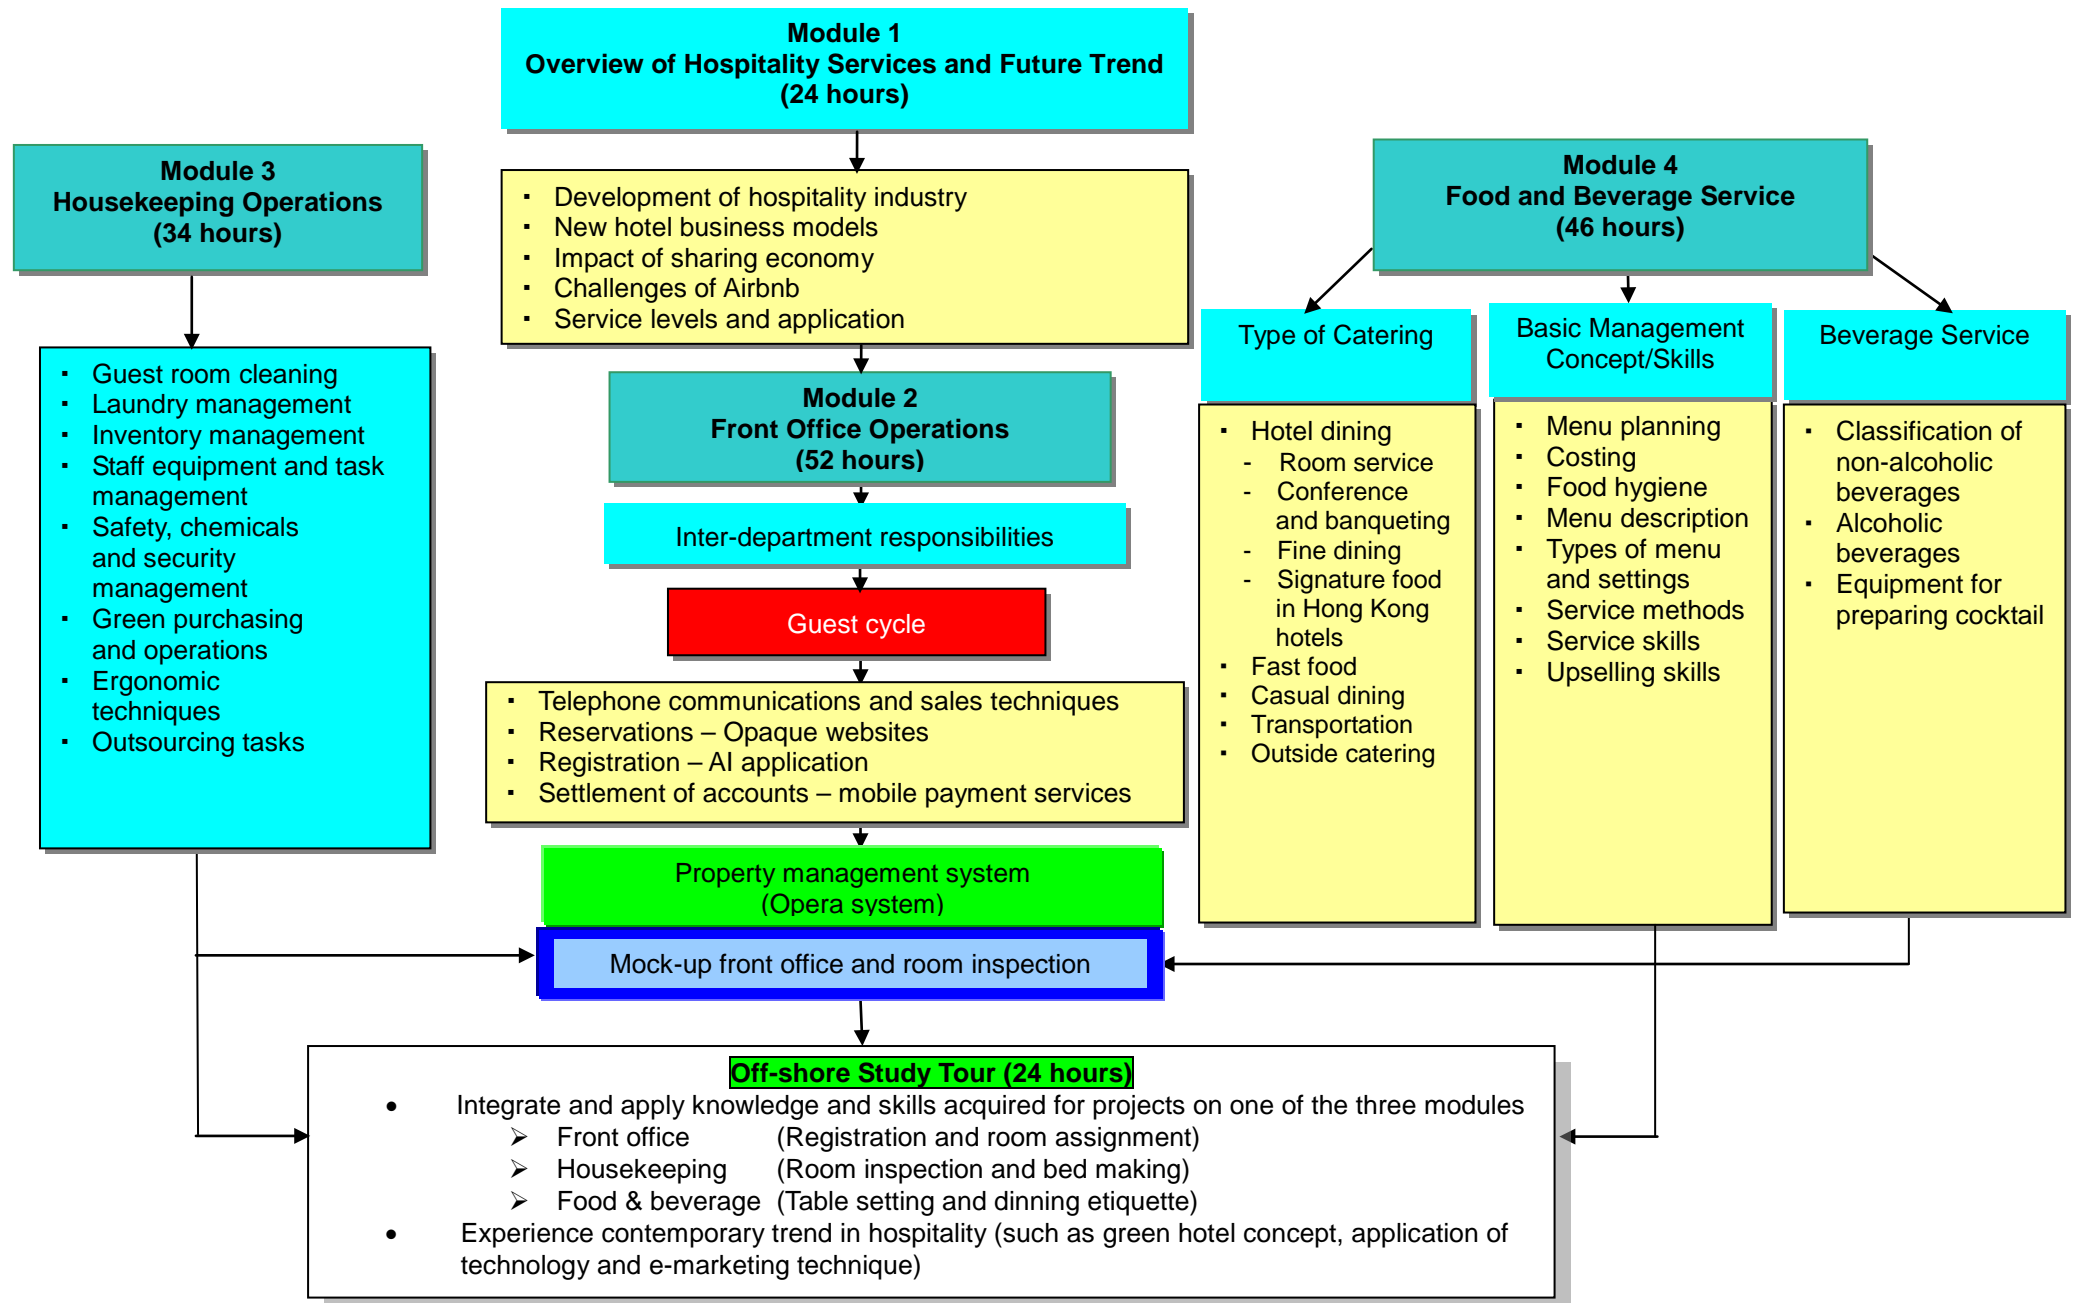 Module 1
Overview of Hospitality Services and Future Trend
(24 hours)
▪ Development of hospitality industry
▪ New hotel business models
▪ Impact of sharing economy
▪ Challenges of Airbnb
▪ Service levels and application
Module 2
Front Office Operations
(52 hours)
Inter-department responsibilities
Guest cycle
▪ Telephone communications and sales techniques
▪ Reservations – Opaque websites
▪ Registration – AI application
▪ Settlement of accounts – mobile payment services
Property management system
(Opera system)
Mock-up front office and room inspection
Module 3
Housekeeping Operations
(34 hours)
▪ Guest room cleaning
▪ Laundry management
▪ Inventory management
▪ Staff equipment and task
management
▪ Safety, chemicals
and security
management
▪ Green purchasing
and operations
▪ Ergonomic
techniques
▪ Outsourcing tasks
Module 4
Food and Beverage Service
(46 hours)
Type of Catering
▪ Hotel dining
- Room service
- Conference
and banqueting
- Fine dining
- Signature food
in Hong Kong
hotels
▪ Fast food
▪ Casual dining
▪ Transportation
▪ Outside catering
Basic Management
Concept/Skills
▪ Menu planning
▪ Costing
▪ Food hygiene
▪ Menu description
▪ Types of menu
and settings
▪ Service methods
▪ Service skills
▪ Upselling skills
Beverage Service
▪ Classification of
non-alcoholic
beverages
▪ Alcoholic
beverages
▪ Equipment for
preparing cocktail
Off-shore Study Tour (24 hours)
• Integrate and apply knowledge and skills acquired for projects on one of the three modules
➢ Front office (Registration and room assignment)
➢ Housekeeping (Room inspection and bed making)
➢ Food & beverage (Table setting and dinning etiquette)
• Experience contemporary trend in hospitality (such as green hotel concept, application of
technology and e-marketing technique)